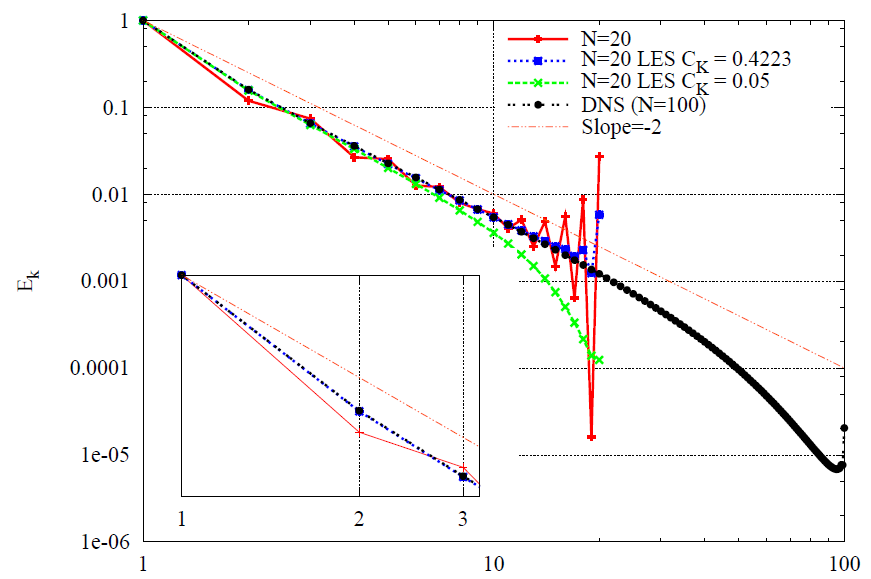 1
0.1
0.01
0.001
0.0001
1e-05
1e-06
E_k
N=20
N=20 LES C_K = 0.4223
N=20 LES C_K = 0.05
DNS (N=100)
Slope=-2
1 2 3
1 10 100